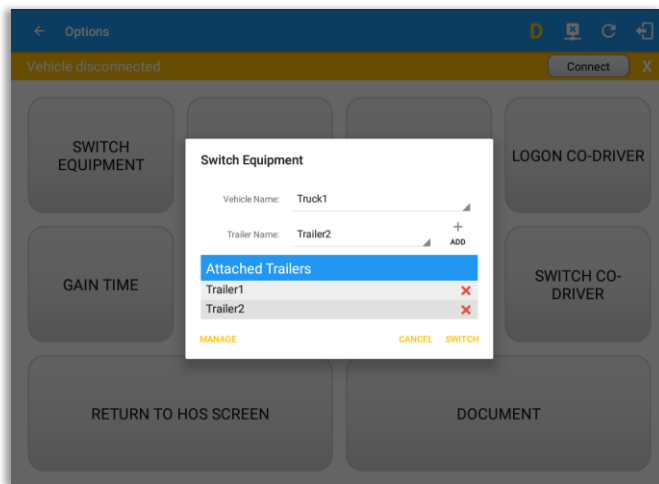 Options
D
Vehicle disconnected
Connect
X
SWITCH
EQUIPMENT
LOGON CO-DRIVER
Switch Equipment
Vehicle Name:
Truck1
Trailer Name:
Trailer2
+
ADD
Attached Trailers
Trailer1
Trailer2
MANAGE
CANCEL
SWITCH
GAIN TIME
SWITCH CO-
DRIVER
RETURN TO HOS SCREEN
DOCUMENT